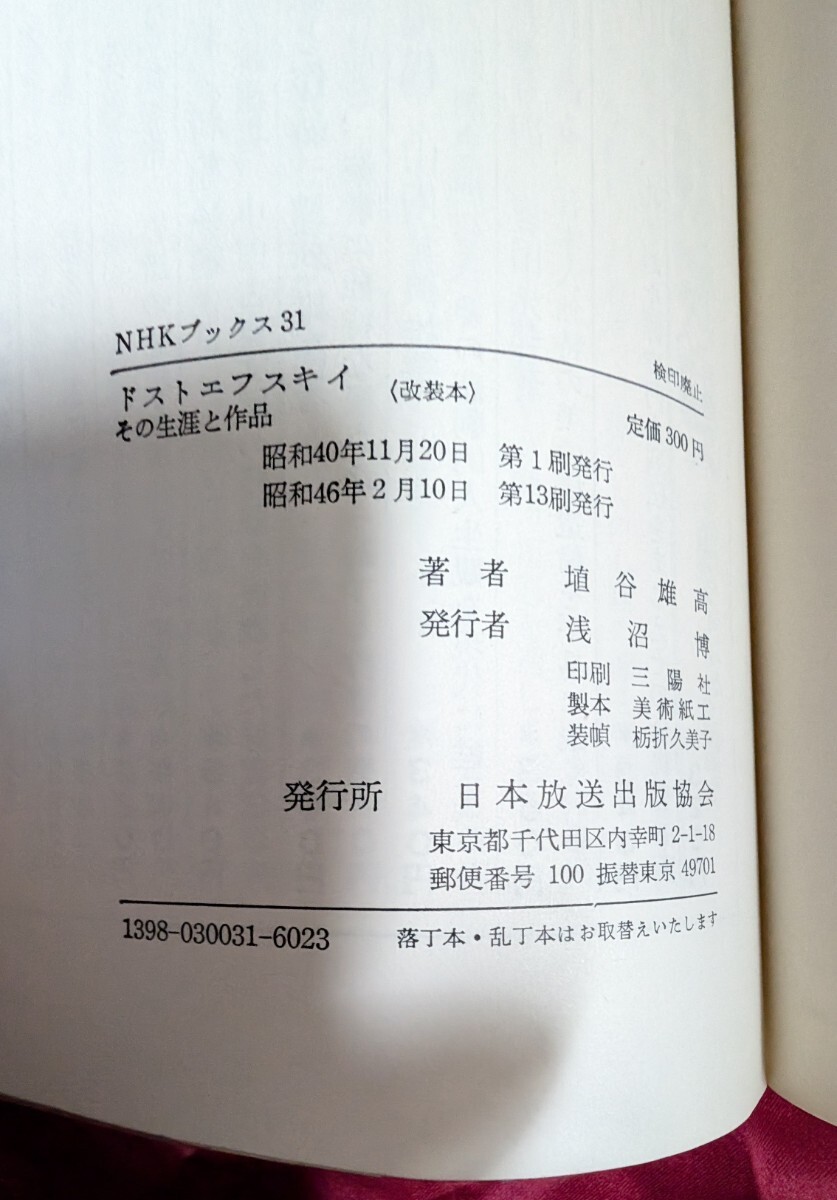 NHKブックス31
検印廃止
ドストエフスキイ 〈改装本〉
その生涯と作品
定価300円
昭和40年11月20日 第1刷発行
昭和46年2月10日 第13刷発行
著者 埴谷雄高
発行者 浅沼博
印刷 三陽社
製本 美術紙工
装幀 栃折久美子
発行所 日本放送出版協会
東京都千代田区内幸町2-1-18
郵便番号 100 振替東京 49701
1398-030031-6023 落丁本・乱丁本はお取替えいたします